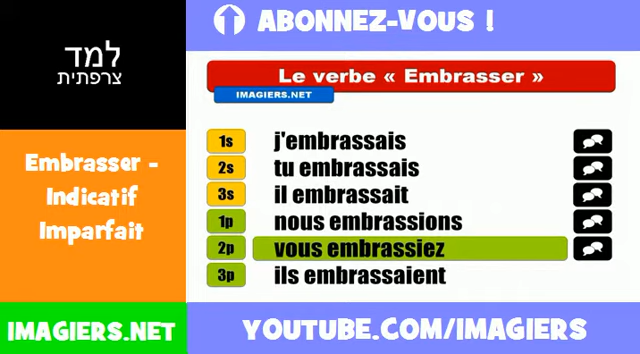 למד
צרפתית
ABONNEZ-VOUS !
Le verbe « Embrasser »
IMAGIERS.NET
Embrasser -
Indicatif
Imparfait
1s j'embrassais
2s tu embrassais
3s il embrassait
1p nous embrassions
2p vous embrassiez
3p ils embrassaient
IMAGIERS.NET
YOUTUBE.COM/IMAGIERS